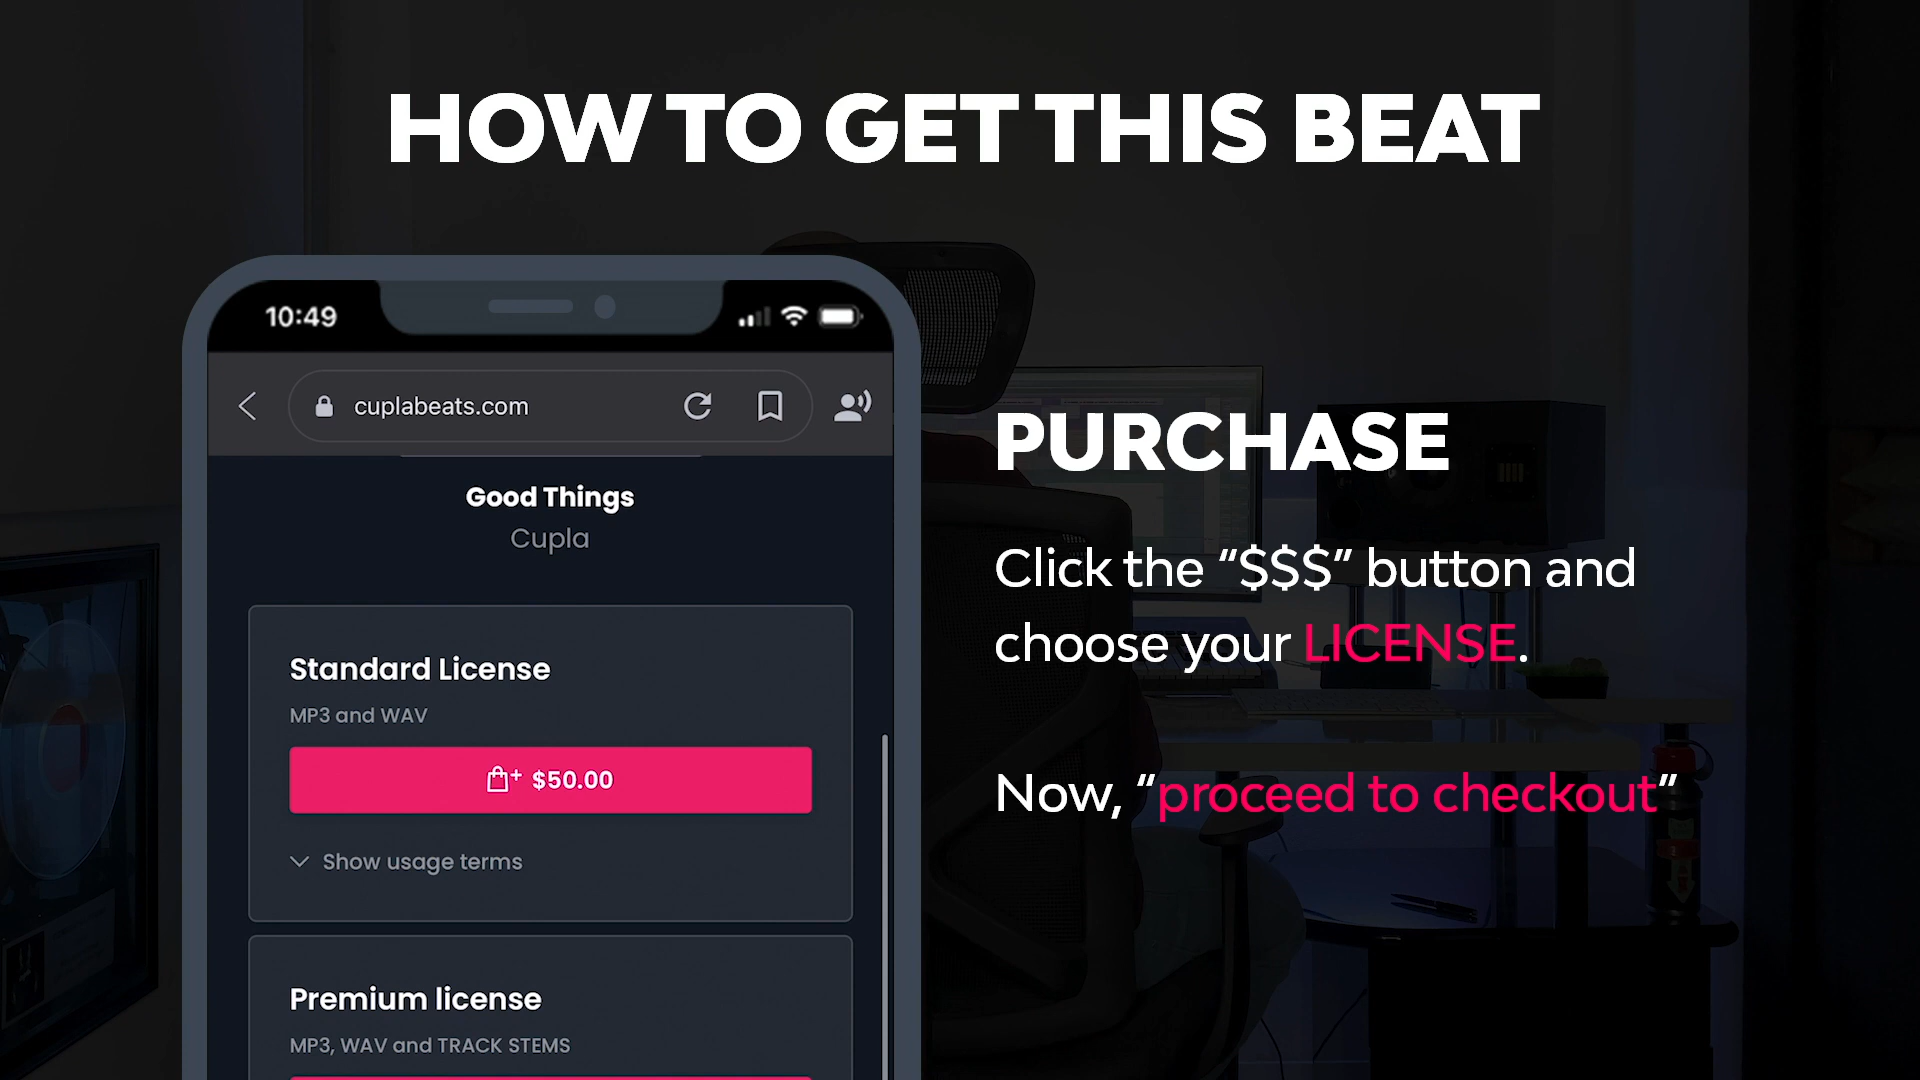 HOW TO GET THIS BEAT
10:49
cuplabeats.com
Good Things
Cupla
Standard License
MP3 and WAV
$50.00
Show usage terms
Premium license
MP3, WAV and TRACK STEMS
PURCHASE
Click the “$$$” button and
choose your LICENSE.
Now, “proceed to checkout”